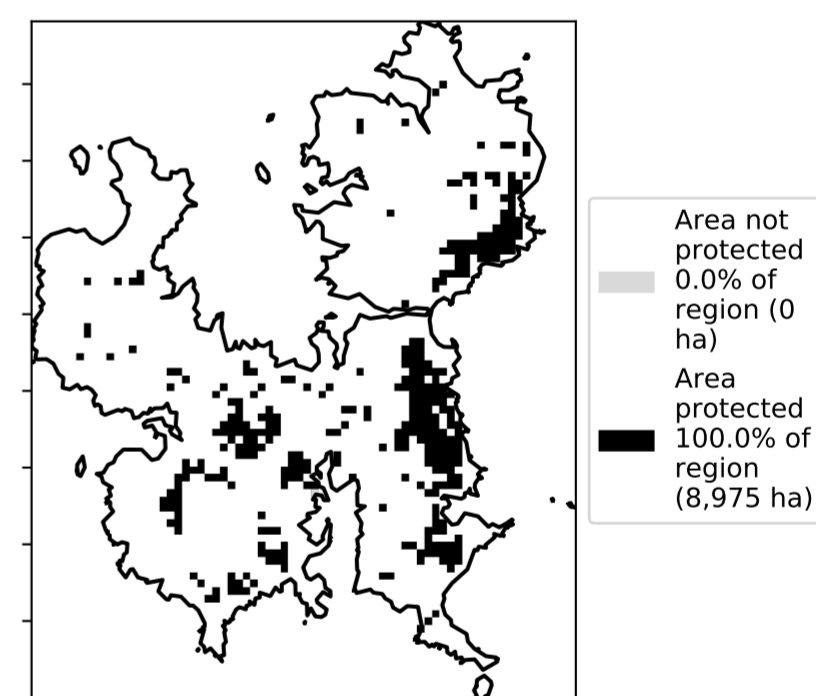 Area not
protected
0.0% of
region (0
ha)
Area
protected
100.0% of
region
(8,975 ha)